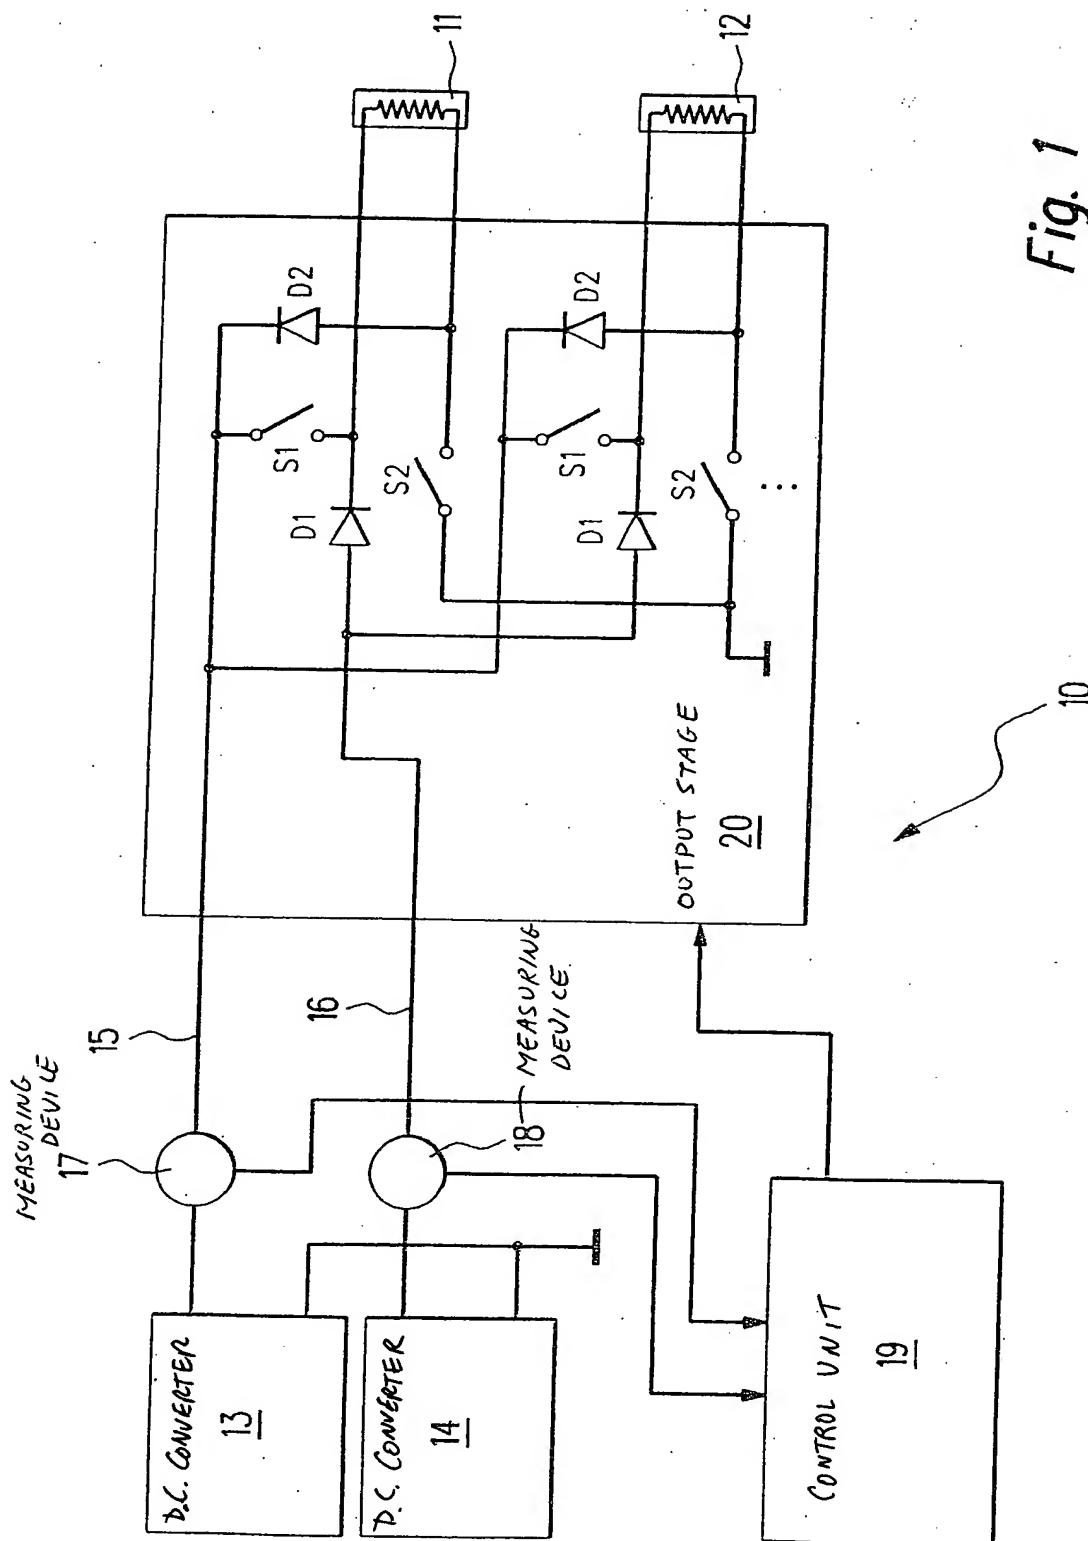 MEASURING
DEVICE
17
15
16
18
MEASURING
DEVICE.
D.C. CONVERTER
13
D.C. CONVERTER
14
CONTROL UNIT
19
OUTPUT STAGE
20
S1
D2
D1
S2
S1
D2
D1
S2
...
11
12
10
Fig. 1